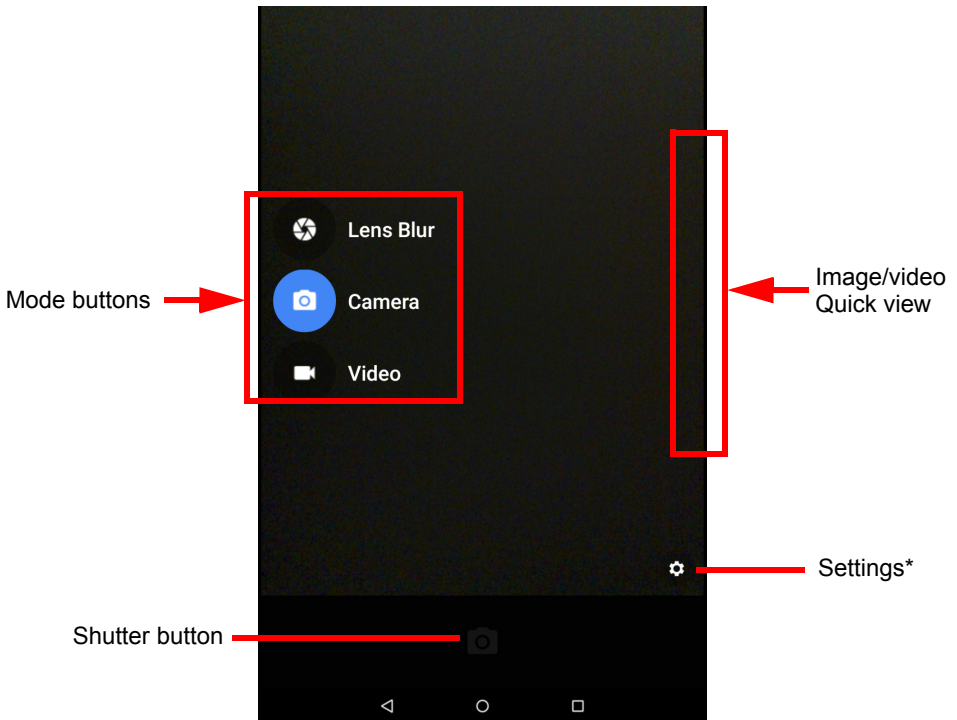 Lens Blur
Mode buttons
Camera
Video
Image/video
Quick view
Settings*
Shutter button